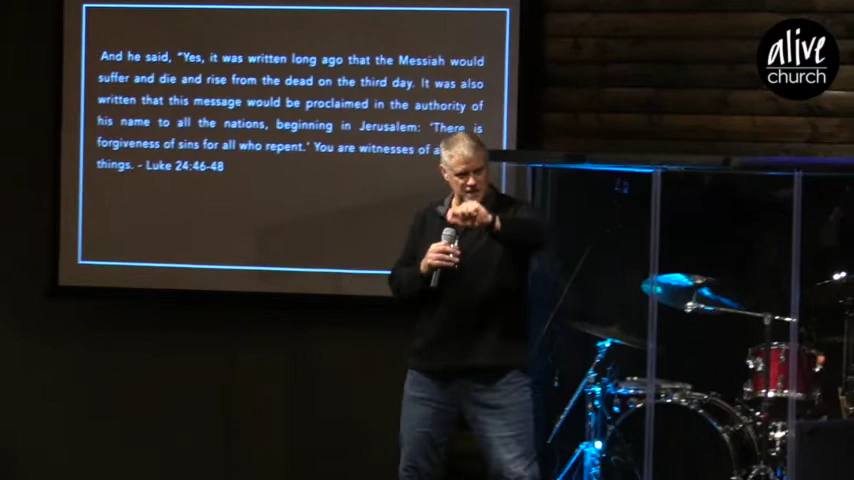 And he said, "Yes, it was written long ago that the Messiah would
suffer and die and rise from the dead on the third day. It was also
written that this message would be proclaimed in the authority of
his name to all the nations, beginning in Jerusalem: 'There is
forgiveness of sins for all who repent.' You are witnesses of
things. - Luke 24:46-48
alive
church